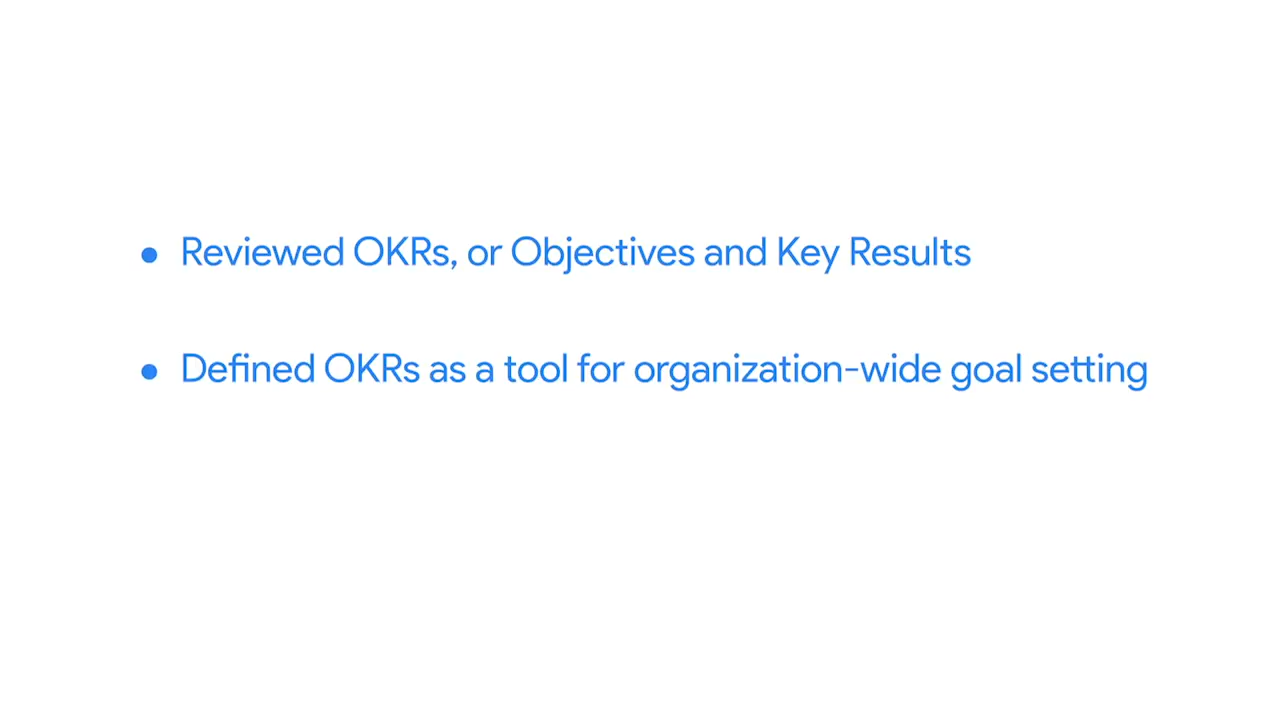 • Reviewed OKRs, or Objectives and Key Results
• Defined OKRs as a tool for organization-wide goal setting